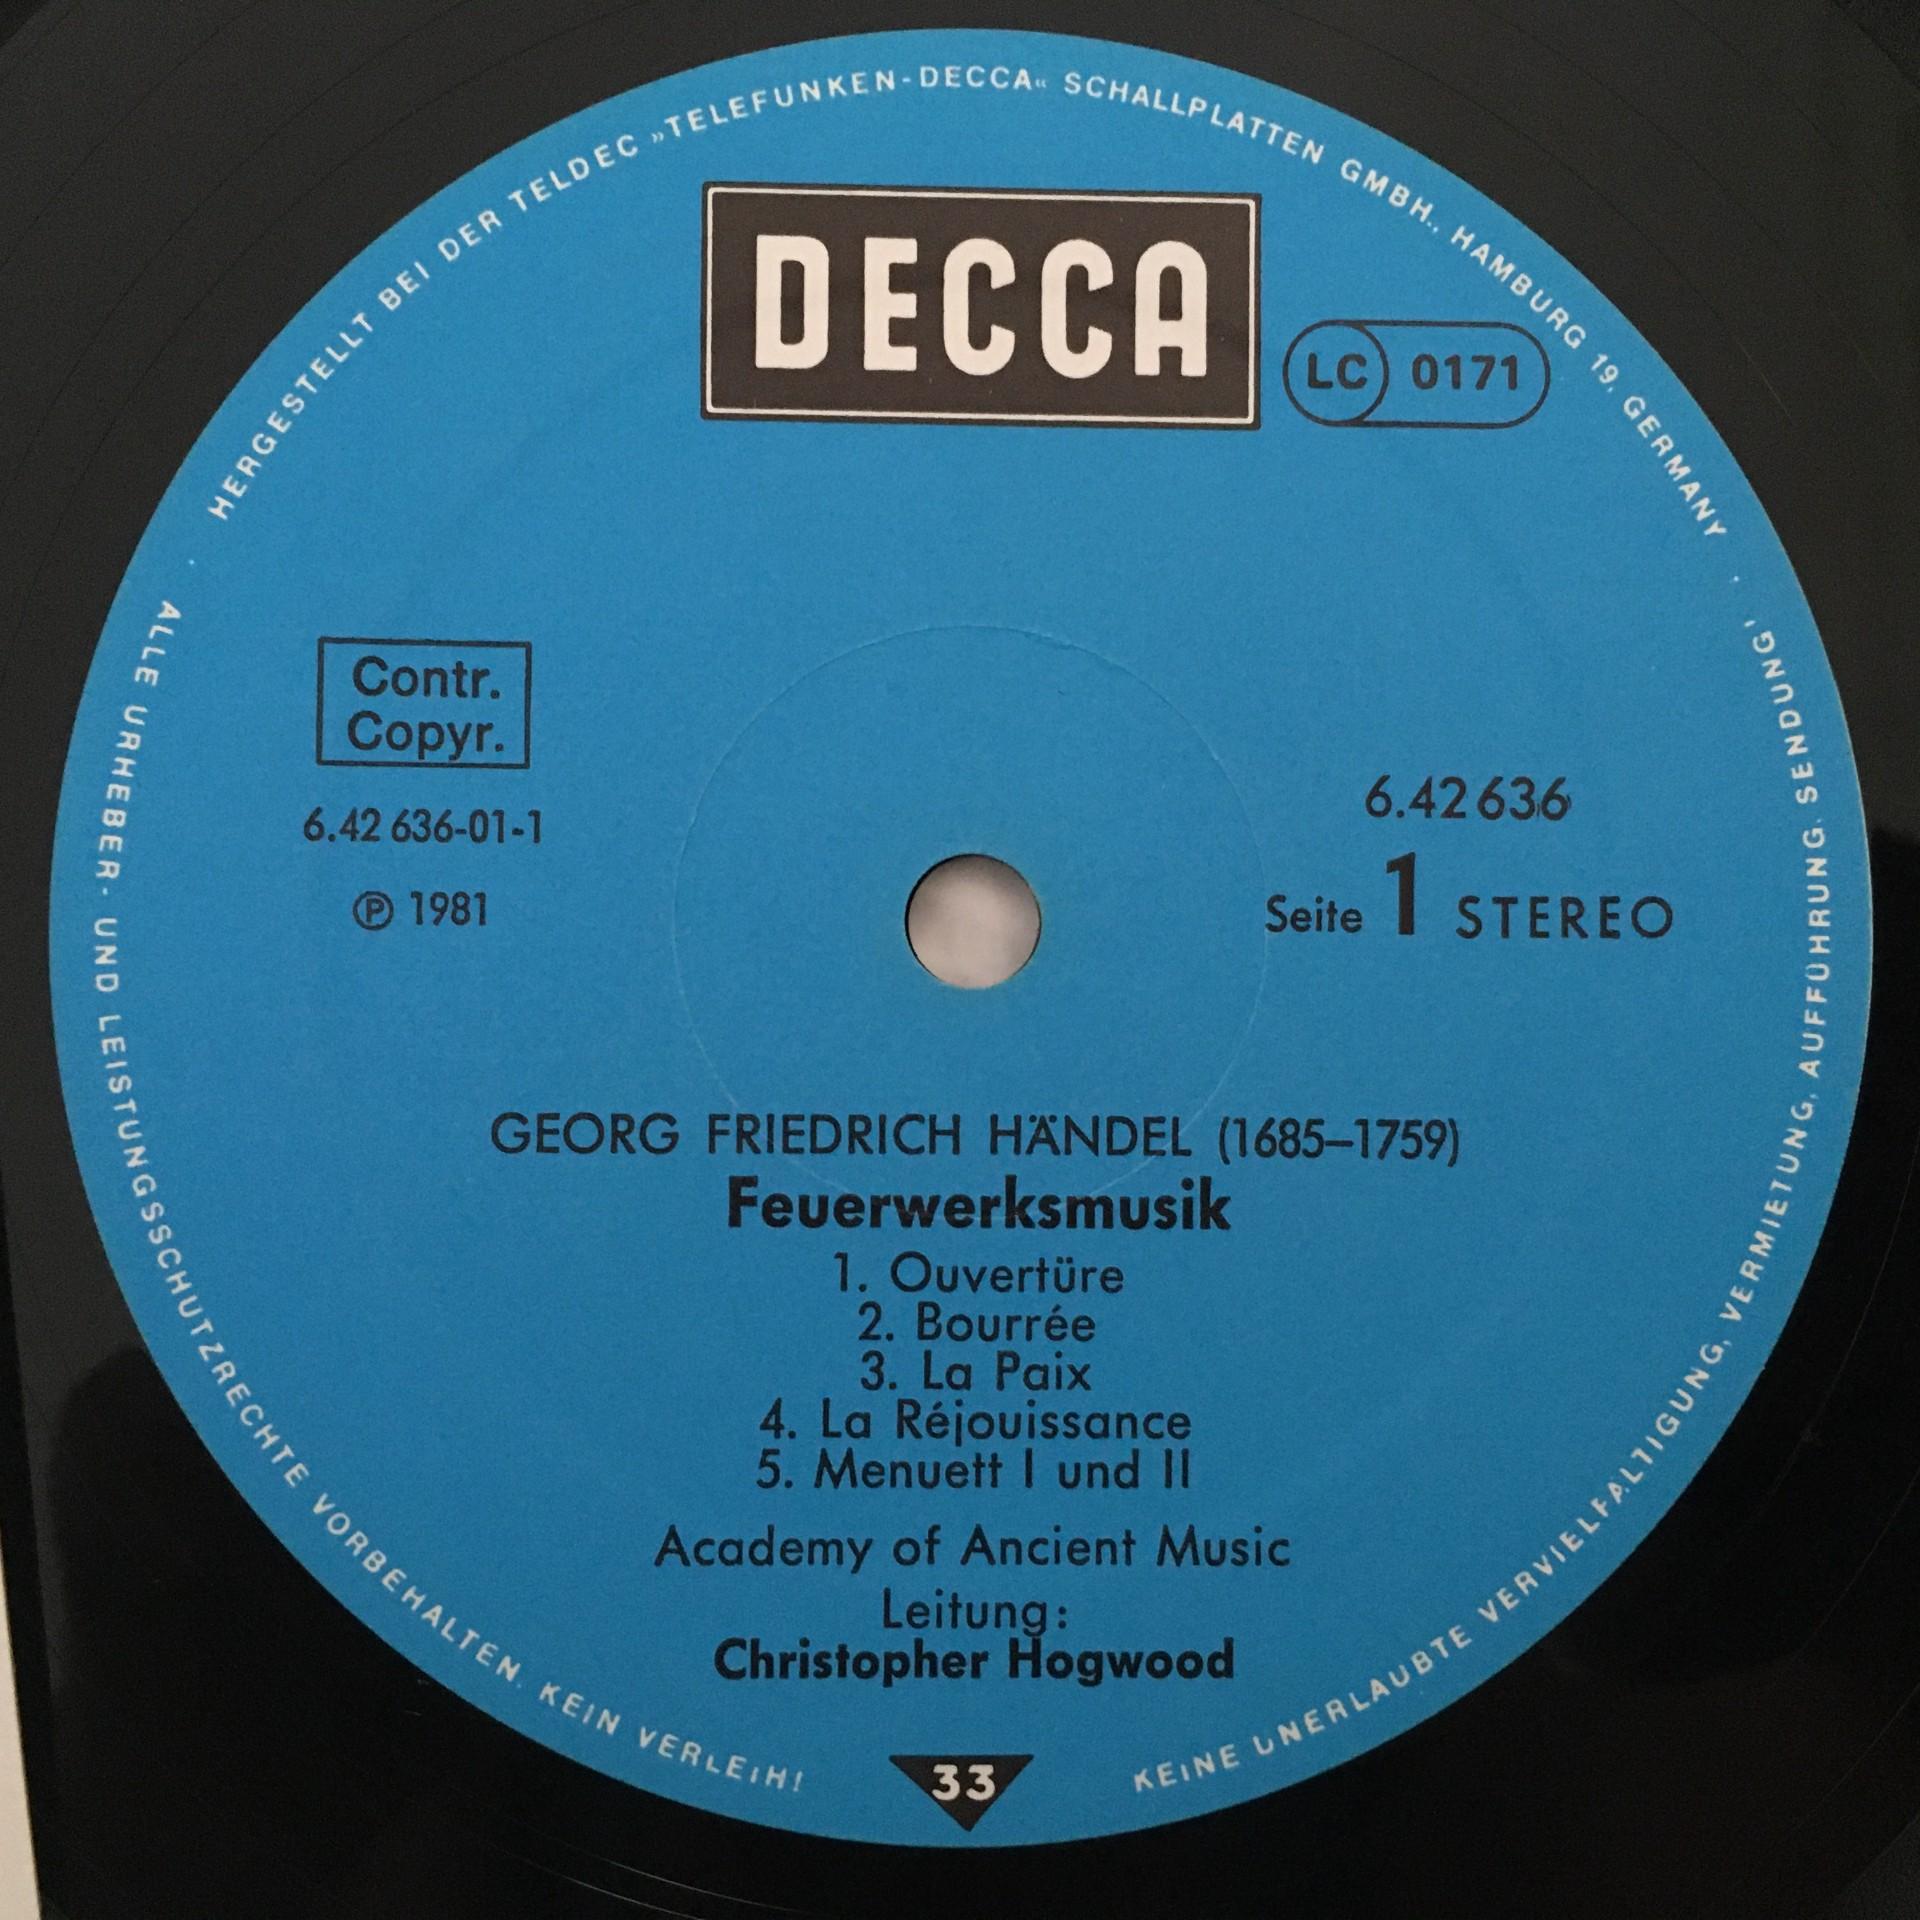 HERGESTELLT BEI DER TELDEC »TELEFUNKEN-DECCA« SCHALLPLATTEN GMBH., HAMBURG 19, GERMANY
DECCA
LC 0171
Contr.
Copyr.
6.42 636-01-1
Ⓟ 1981
6.42 636
Seite 1 STEREO
GEORG FRIEDRICH HÄNDEL (1685–1759)
Feuerwerksmusik
1. Ouvertüre
2. Bourrée
3. La Paix
4. La Réjouissance
5. Menuett I und II
Academy of Ancient Music
Leitung:
Christopher Hogwood
33
ALLE URHEBER- UND LEISTUNGSSCHUTZRECHTE VORBEHALTEN. KEIN VERLEIH!
KEINE UNERLAUBTE VERVIELFÄLTIGUNG, VERMIETUNG, AUFFÜHRUNG, SENDUNG!